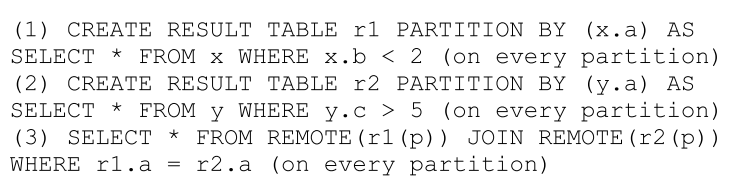 (1) CREATE RESULT TABLE r1 PARTITION BY (x.a) AS
SELECT * FROM x WHERE x.b < 2 (on every partition)
(2) CREATE RESULT TABLE r2 PARTITION BY (y.a) AS
SELECT * FROM y WHERE y.c > 5 (on every partition)
(3) SELECT * FROM REMOTE(r1(p)) JOIN REMOTE(r2(p))
WHERE r1.a = r2.a (on every partition)